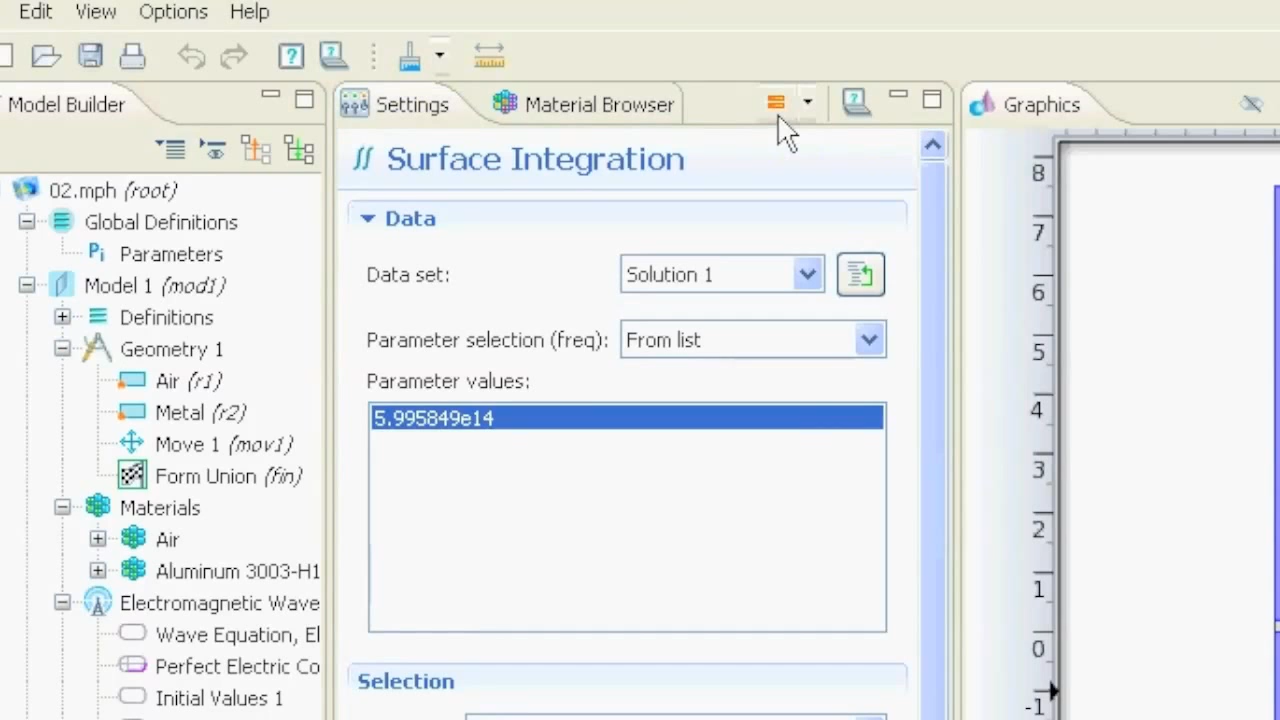 Edit View Options Help
Model Builder
Settings
Material Browser
Graphics
02.mph (root)
Global Definitions
Parameters
Model 1 (mod1)
Definitions
Geometry 1
Air (r1)
Metal (r2)
Move 1 (mov1)
Form Union (fin)
Materials
Air
Aluminum 3003-H1
Electromagnetic Wave
Wave Equation, El
Perfect Electric Co
Initial Values 1
Surface Integration
Data
Data set: Solution 1
Parameter selection (freq): From list
Parameter values:
5.995849e14
Selection
8
7
6
5
4
3
2
1
0
-1